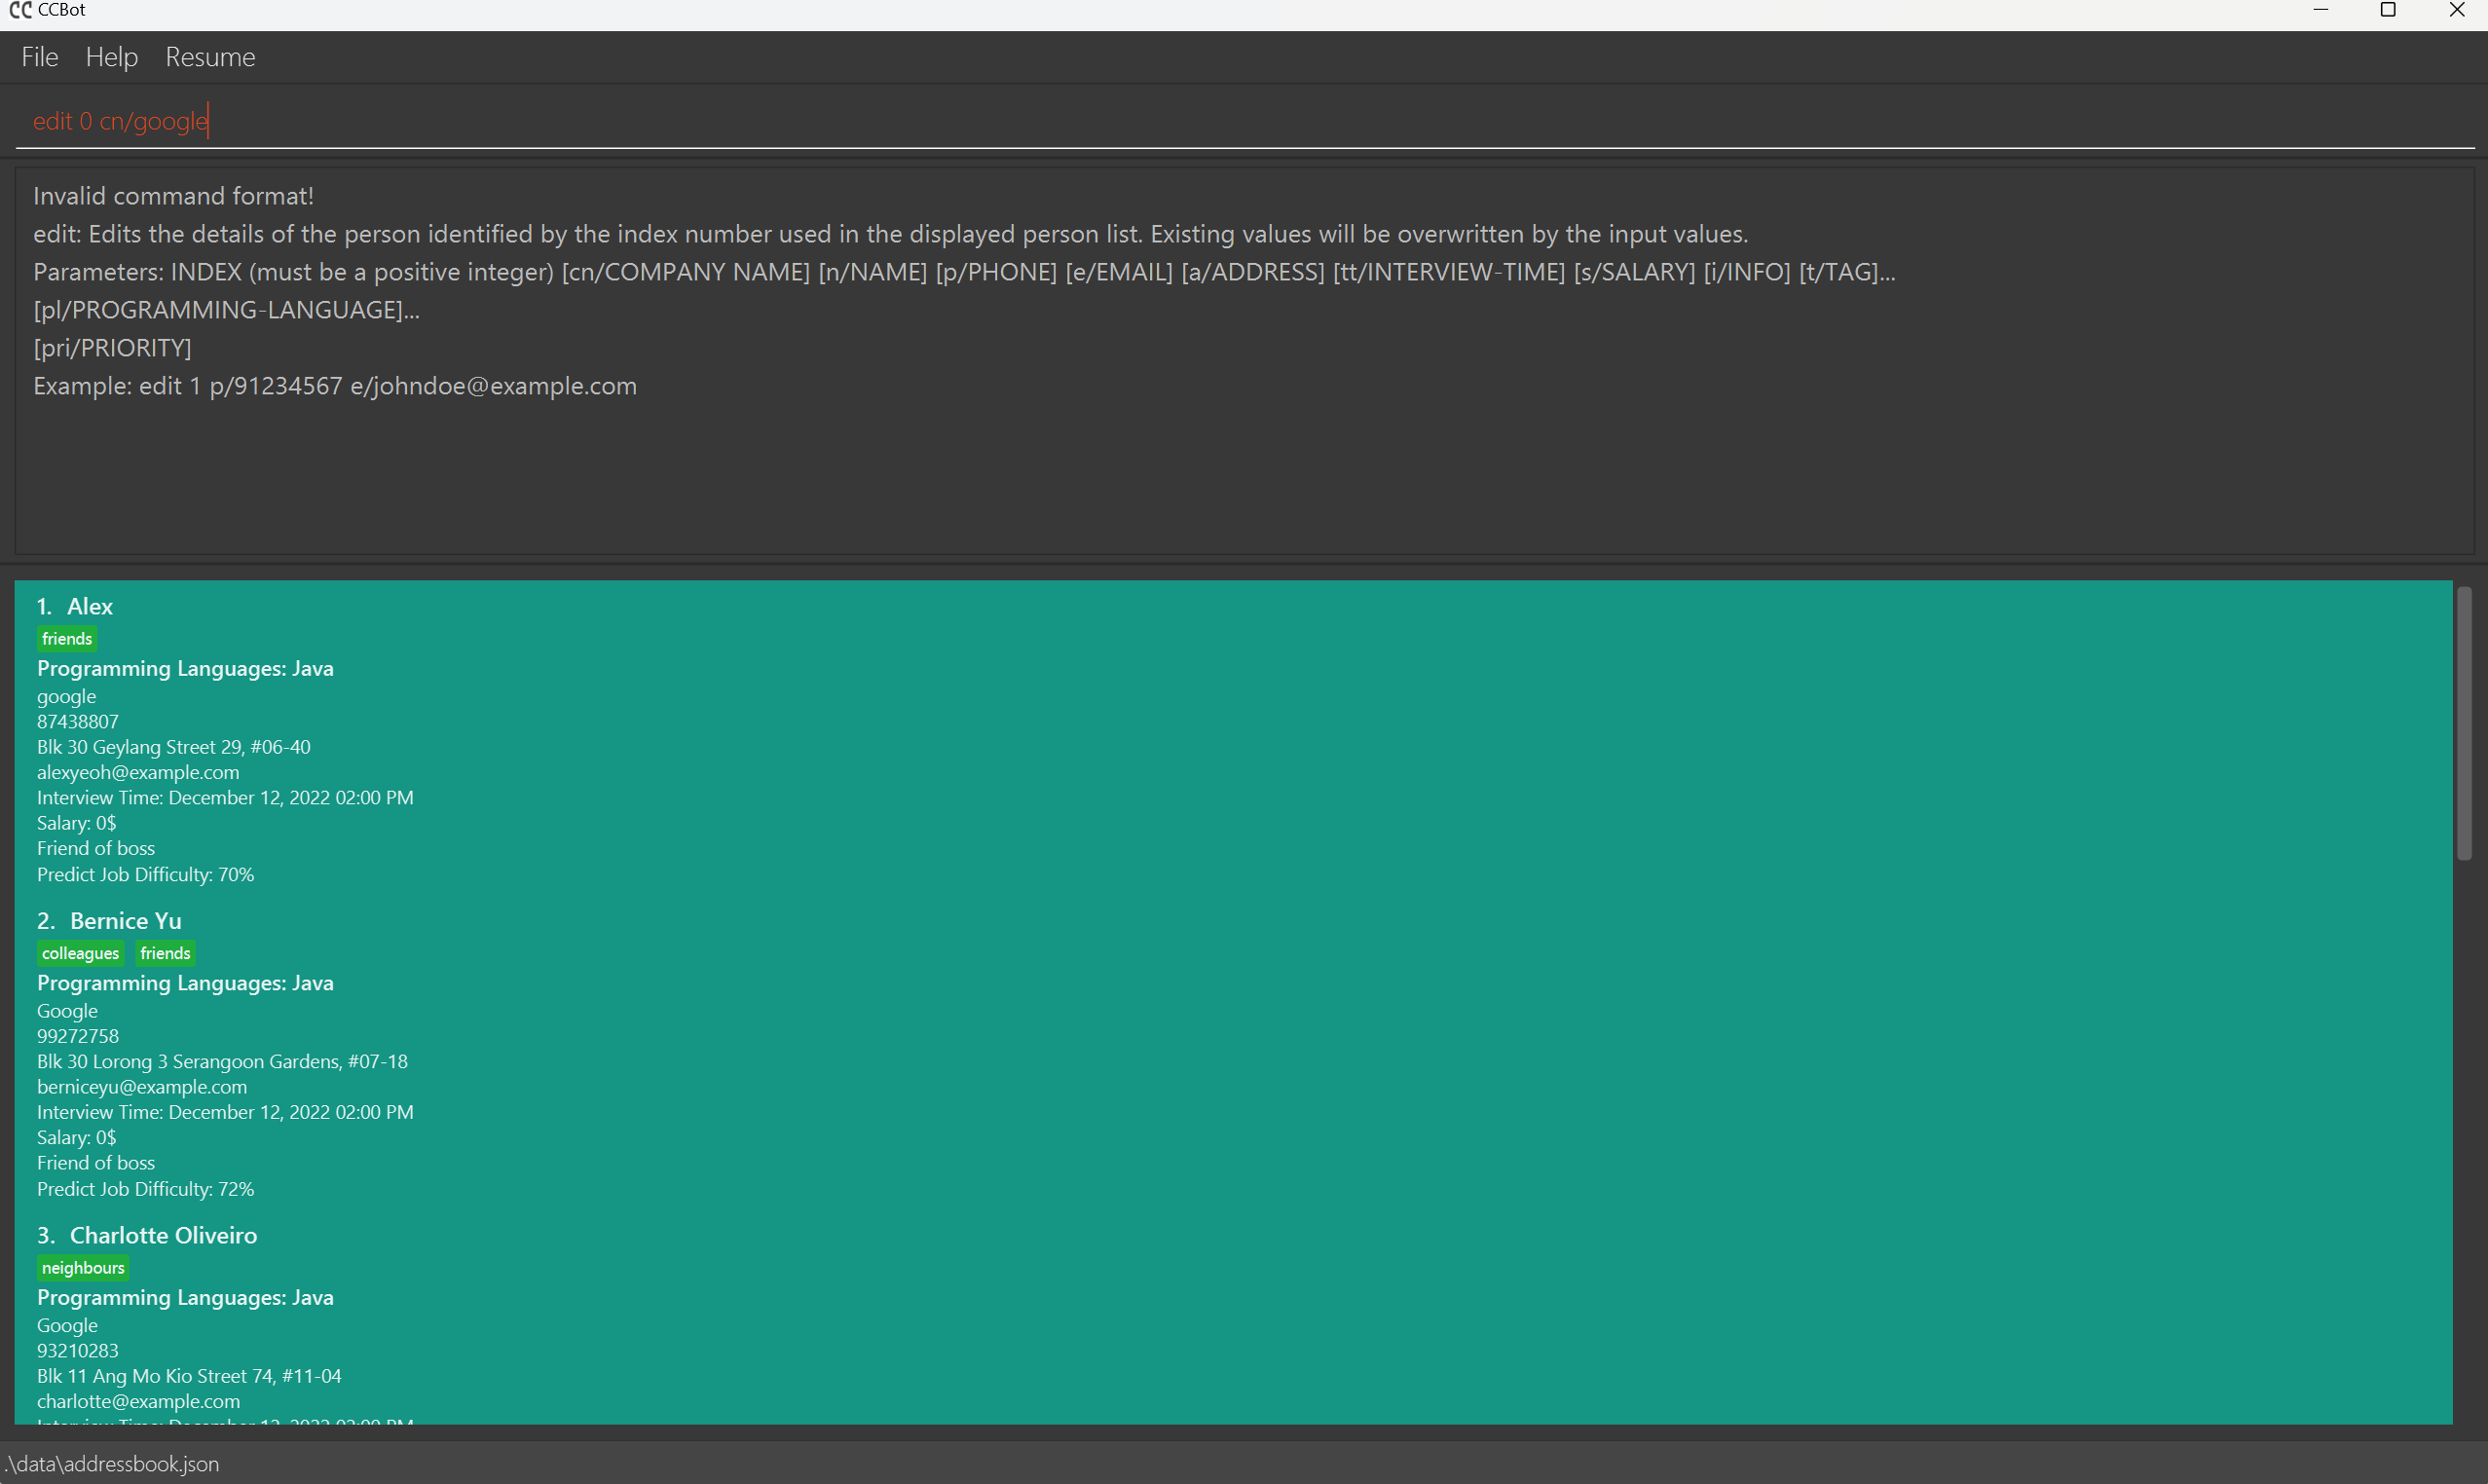 CC CCBot
File Help Resume
edit 0 cn/google
Invalid command format!
edit: Edits the details of the person identified by the index number used in the displayed person list. Existing values will be overwritten by the input values.
Parameters: INDEX (must be a positive integer) [cn/COMPANY NAME] [n/NAME] [p/PHONE] [e/EMAIL] [a/ADDRESS] [tt/INTERVIEW-TIME] [s/SALARY] [i/INFO] [t/TAG]...
[pl/PROGRAMMING-LANGUAGE]...
[pri/PRIORITY]
Example: edit 1 p/91234567 e/johndoe@example.com
1. Alex
friends
Programming Languages: Java
google
87438807
Blk 30 Geylang Street 29, #06-40
alexyeoh@example.com
Interview Time: December 12, 2022 02:00 PM
Salary: 0$
Friend of boss
Predict Job Difficulty: 70%
2. Bernice Yu
colleagues friends
Programming Languages: Java
Google
99272758
Blk 30 Lorong 3 Serangoon Gardens, #07-18
berniceyu@example.com
Interview Time: December 12, 2022 02:00 PM
Salary: 0$
Friend of boss
Predict Job Difficulty: 72%
3. Charlotte Oliveiro
neighbours
Programming Languages: Java
Google
93210283
Blk 11 Ang Mo Kio Street 74, #11-04
charlotte@example.com
Interview Time: December 12, 2022 02:00 PM
.\data\addressbook.json